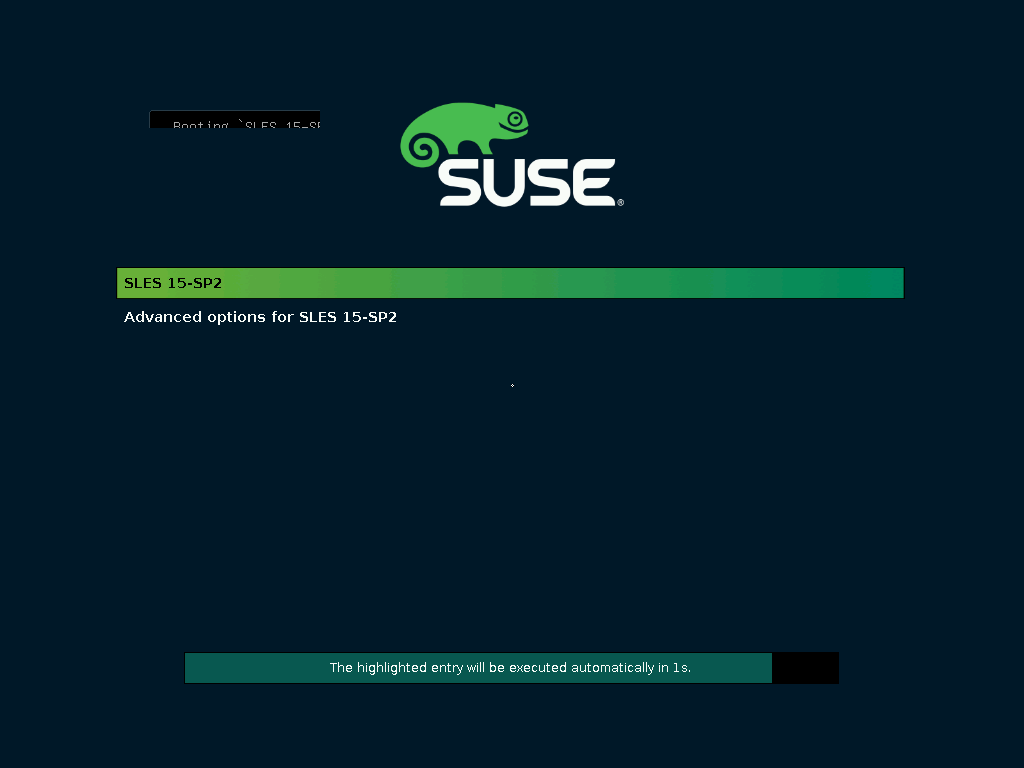 Booting `SLES 15-SP
SUSE®
SLES 15-SP2
Advanced options for SLES 15-SP2
The highlighted entry will be executed automatically in 1s.